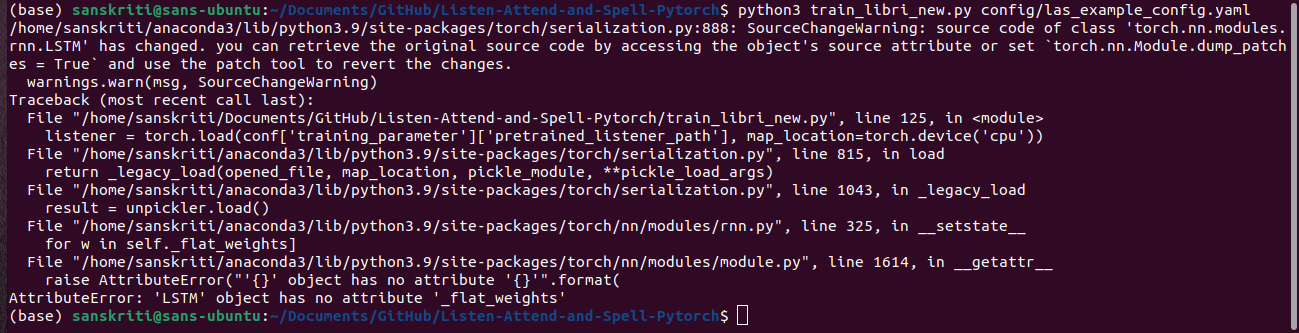 (base) sanskriti@sans-ubuntu:~/Documents/GitHub/Listen-Attend-and-Spell-Pytorch$ python3 train_libri_new.py config/las_example_config.yaml
/home/sanskriti/anaconda3/lib/python3.9/site-packages/torch/serialization.py:888: SourceChangeWarning: source code of class 'torch.nn.modules.
rnn.LSTM' has changed. you can retrieve the original source code by accessing the object's source attribute or set `torch.nn.Module.dump_patch
es = True` and use the patch tool to revert the changes.
  warnings.warn(msg, SourceChangeWarning)
Traceback (most recent call last):
  File "/home/sanskriti/Documents/GitHub/Listen-Attend-and-Spell-Pytorch/train_libri_new.py", line 125, in <module>
    listener = torch.load(conf['training_parameter']['pretrained_listener_path'], map_location=torch.device('cpu'))
  File "/home/sanskriti/anaconda3/lib/python3.9/site-packages/torch/serialization.py", line 815, in load
    return _legacy_load(opened_file, map_location, pickle_module, **pickle_load_args)
  File "/home/sanskriti/anaconda3/lib/python3.9/site-packages/torch/serialization.py", line 1043, in _legacy_load
    result = unpickler.load()
  File "/home/sanskriti/anaconda3/lib/python3.9/site-packages/torch/nn/modules/rnn.py", line 325, in __setstate__
    for w in self._flat_weights]
  File "/home/sanskriti/anaconda3/lib/python3.9/site-packages/torch/nn/modules/module.py", line 1614, in __getattr__
    raise AttributeError("'{}' object has no attribute '{}'".format(
AttributeError: 'LSTM' object has no attribute '_flat_weights'
(base) sanskriti@sans-ubuntu:~/Documents/GitHub/Listen-Attend-and-Spell-Pytorch$